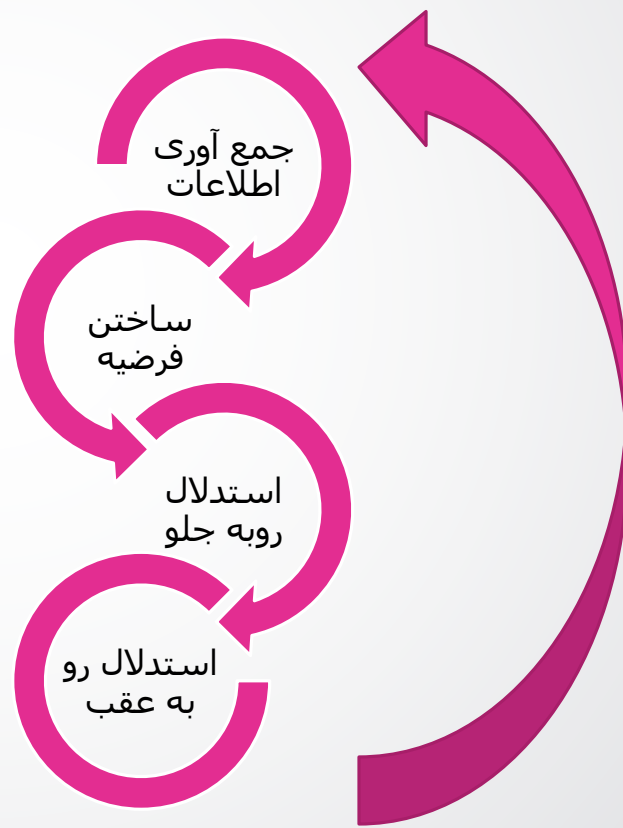 جمع آوری
اطلاعات
ساختن
فرضیه
استدلال
روبه جلو
استدلال رو
به عقب